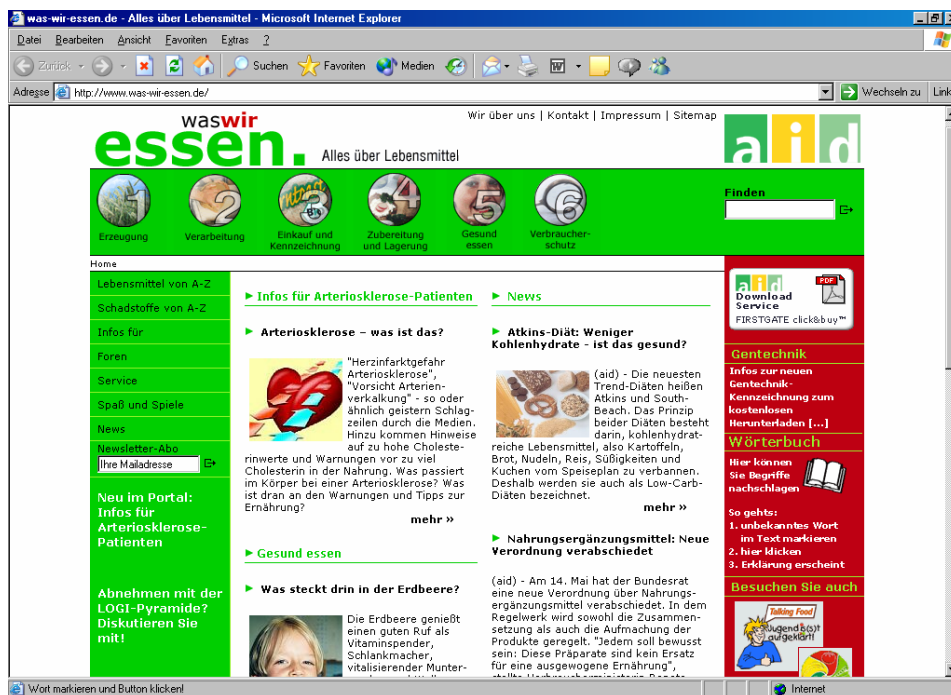 was-wir-essen.de - Alles über Lebensmittel - Microsoft Internet Explorer
Datei Bearbeiten Ansicht Favoriten Extras ?
Zurück Suchen Favoriten Medien
Adresse http://www.was-wir-essen.de/ Wechseln zu Link
Wir über uns | Kontakt | Impressum | Sitemap
waswir
essen.
Alles über Lebensmittel
aid
1 2 3 4 5 6
Bio
Erzeugung
Verarbeitung
Einkauf und
Kennzeichnung
Zubereitung
und Lagerung
Gesund
essen
Verbraucher-
schutz
Finden
Home
Lebensmittel von A-Z
Schadstoffe von A-Z
Infos für
Foren
Service
Spaß und Spiele
News
Newsletter-Abo
Ihre Mailadresse
Neu im Portal:
Infos für
Arteriosklerose-
Patienten
Abnehmen mit der
LOGI-Pyramide?
Diskutieren Sie
mit!
Infos für Arteriosklerose-Patienten
Arteriosklerose – was ist das?
"Herzinfarktgefahr
Arteriosklerose",
"Vorsicht Arterien-
verkalkung" - so oder
ähnlich geistern Schlag-
zeilen durch die Medien.
Hinzu kommen Hinweise
auf zu hohe Choleste-
rinwerte und Warnungen vor zu viel
Cholesterin in der Nahrung. Was passiert
im Körper bei einer Arteriosklerose? Was
ist dran an den Warnungen und Tipps zur
Ernährung?
mehr »
Gesund essen
Was steckt drin in der Erdbeere?
Die Erdbeere genießt
einen guten Ruf als
Vitaminspender,
Schlankmacher,
vitalisierender Munter-
News
Atkins-Diät: Weniger
Kohlenhydrate - ist das gesund?
(aid) - Die neuesten
Trend-Diäten heißen
Atkins und South-
Beach. Das Prinzip
beider Diäten besteht
darin, kohlenhydrat-
reiche Lebensmittel, also Kartoffeln,
Brot, Nudeln, Reis, Süßigkeiten und
Kuchen vom Speiseplan zu verbannen.
Deshalb werden sie auch als Low-Carb-
Diäten bezeichnet.
mehr »
Nahrungsergänzungsmittel: Neue
Verordnung verabschiedet
(aid) - Am 14. Mai hat der Bundesrat
eine neue Verordnung über Nahrungs-
ergänzungsmittel verabschiedet. In dem
Regelwerk wird sowohl die Zusammen-
setzung als auch die Aufmachung der
Produkte geregelt. "Jedem soll bewusst
sein: Diese Präparate sind kein Ersatz
für eine ausgewogene Ernährung",
aid
PDF
Download
Service
FIRSTGATE click&buy™
Gentechnik
Infos zur neuen
Gentechnik-
Kennzeichnung zum
kostenlosen
Herunterladen [...]
Wörterbuch
Hier können
Sie Begriffe
nachschlagen
So gehts:
1. unbekanntes Wort
im Text markieren
2. hier klicken
3. Erklärung erscheint
Besuchen Sie auch
Talking Food
Jugend b(s)t
aufgeklärt!
Wort markieren und Button klicken!
Internet